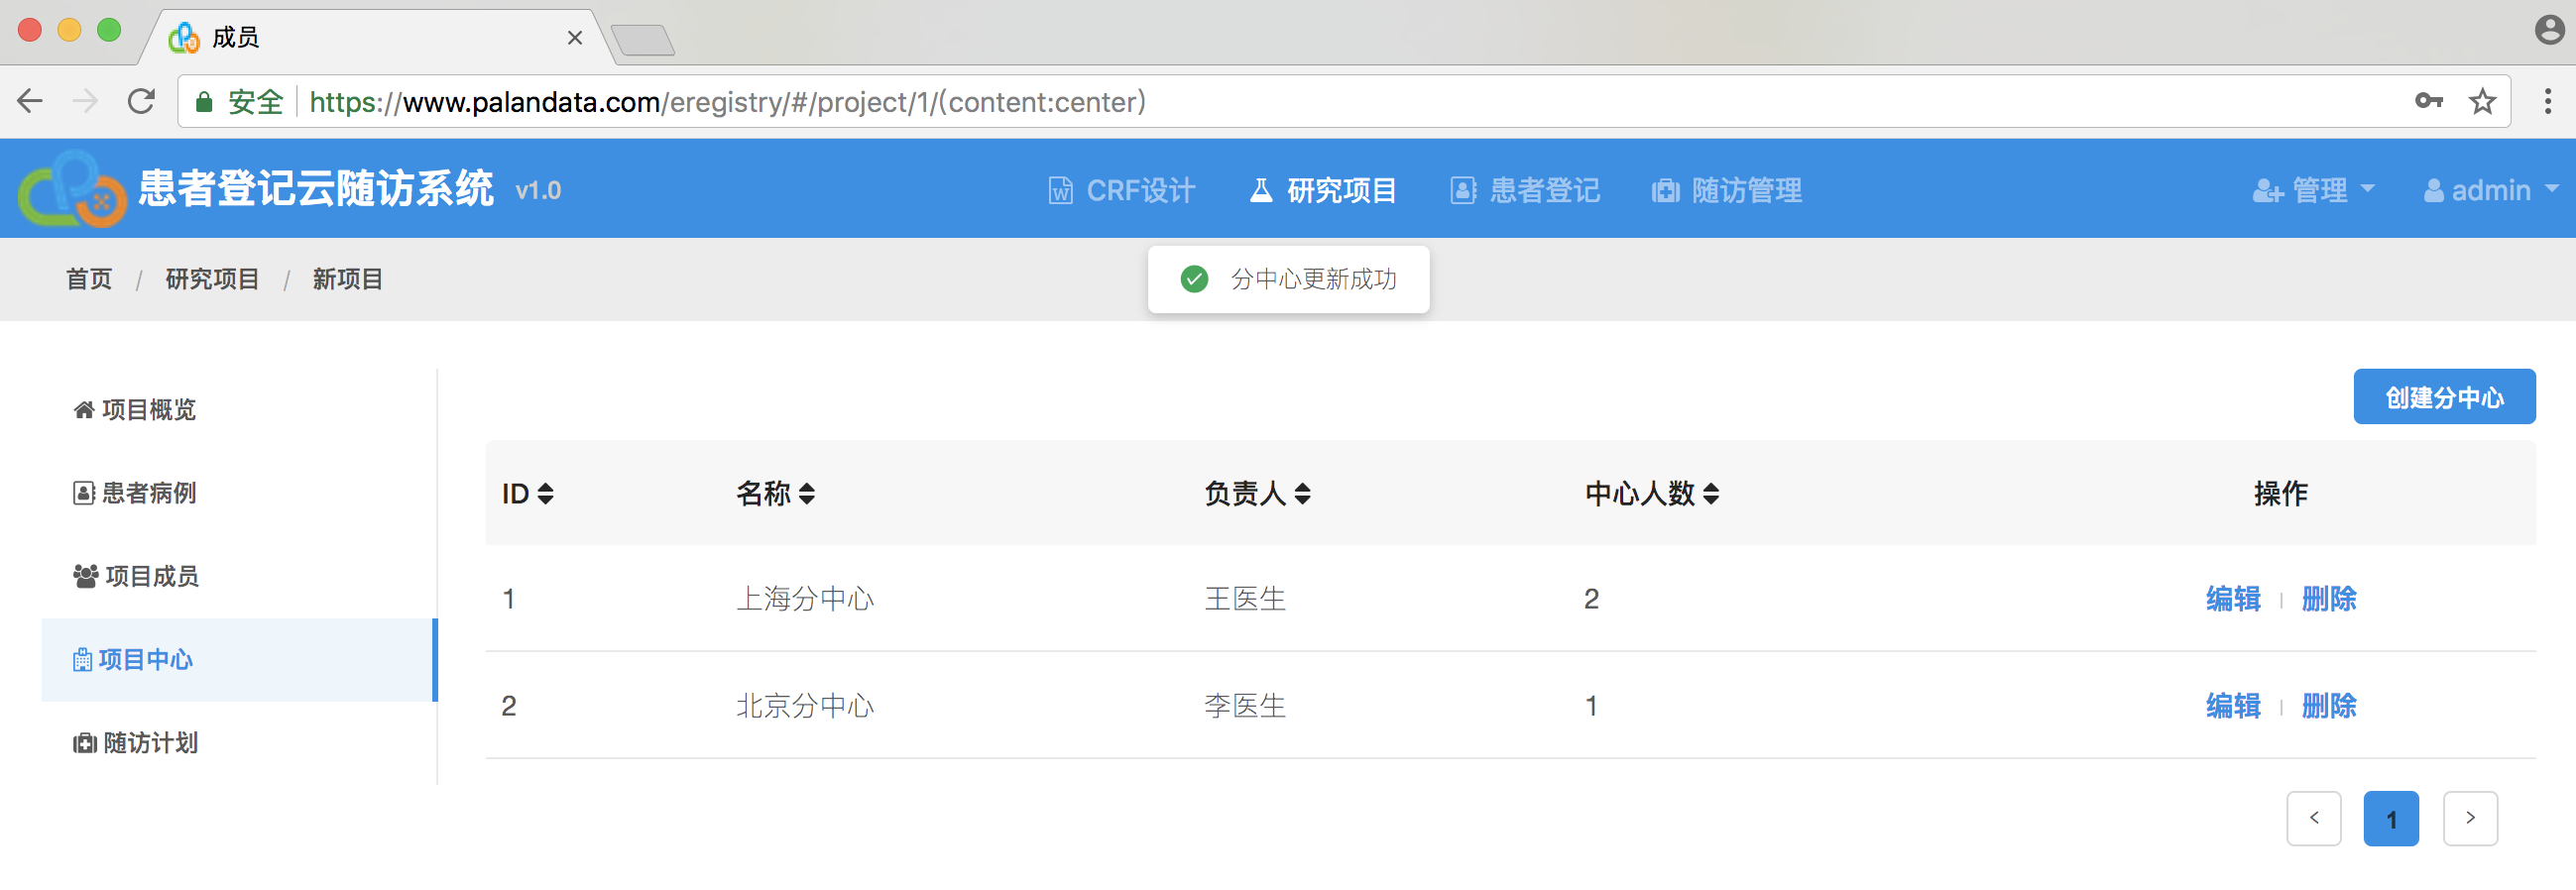 成员
安全 https://www.palandata.com/eregistry/#/project/1/(content:center)
患者登记云随访系统 v1.0 CRF设计 研究项目 患者登记 随访管理 管理 admin
首页 / 研究项目 / 新项目
分中心更新成功
项目概览
患者病例
项目成员
项目中心
随访计划
创建分中心
ID 名称 负责人 中心人数 操作
1 上海分中心 王医生 2 编辑 删除
2 北京分中心 李医生 1 编辑 删除
< 1 >